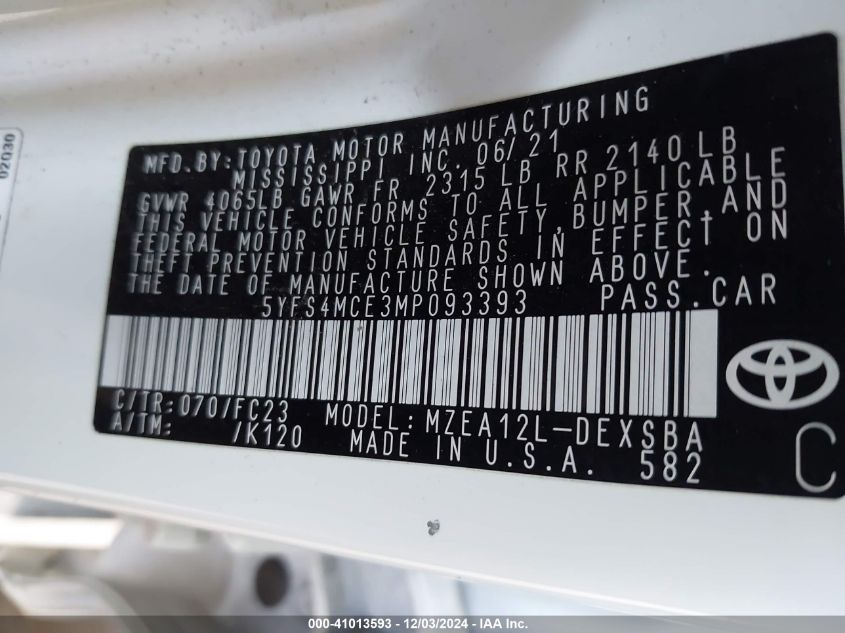 02030
MFD. BY: TOYOTA MOTOR MANUFACTURING
MISSISSIPPI INC. 06/21
GVWR 4065LB GAWR FR 2315 LB RR 2140 LB
THIS VEHICLE CONFORMS TO ALL APPLICABLE
FEDERAL MOTOR VEHICLE SAFETY, BUMPER, AND
THEFT PREVENTION STANDARDS IN EFFECT ON
THE DATE OF MANUFACTURE SHOWN ABOVE.
5YFS4MCE3MP093393 PASS. CAR
C/TR: 070/FC23 MODEL: MZEA12L-DEXSBA
A/TM: /K120 MADE IN U.S.A. 582
C
000-41013593 - 12/03/2024 - IAA Inc.